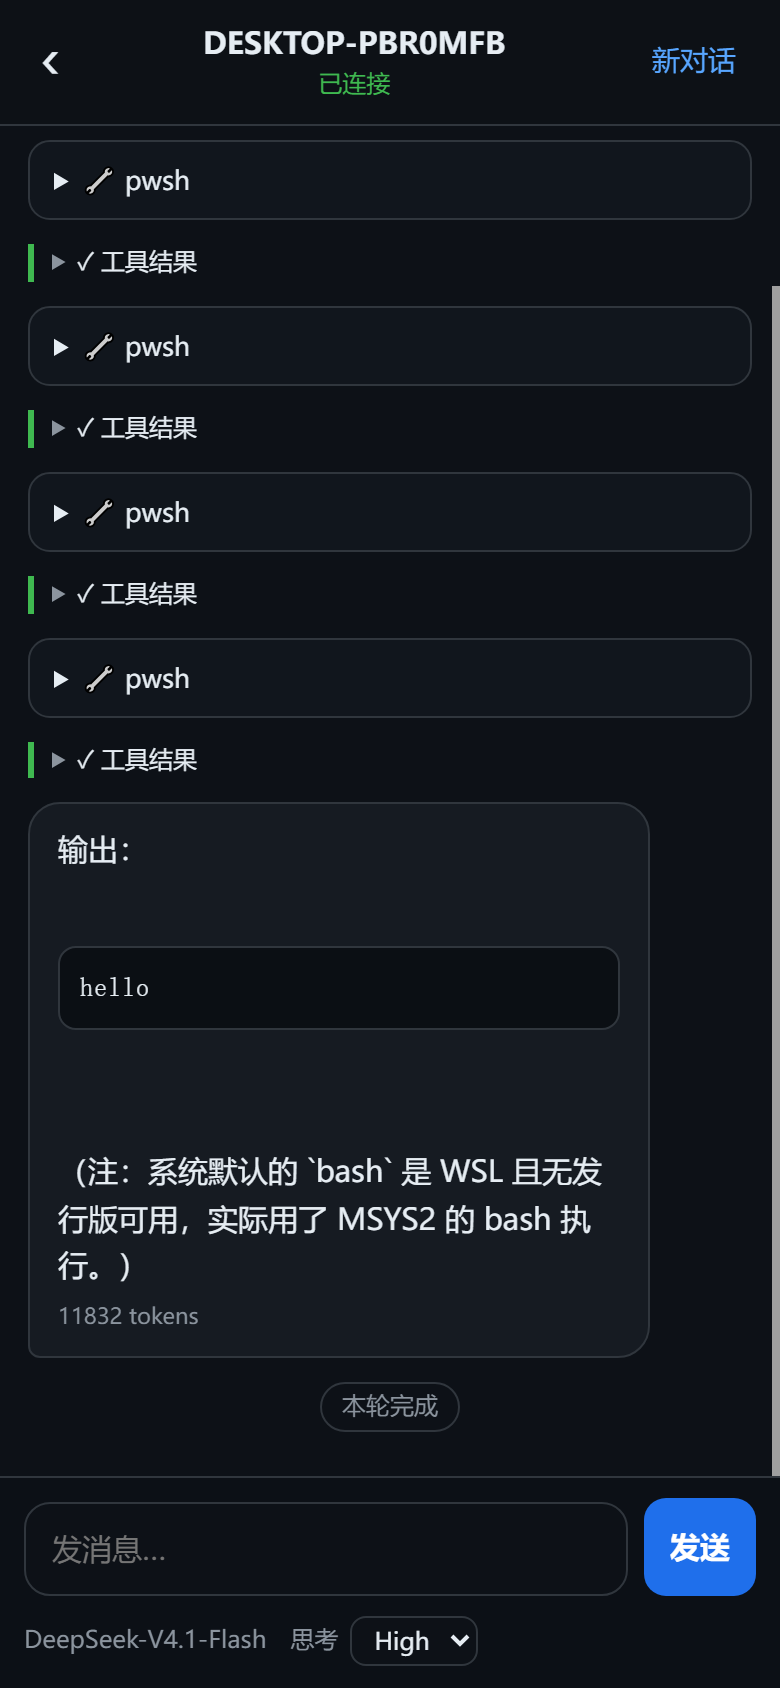 DESKTOP-PBR0MFB
已连接
新对话
pwsh
✓ 工具结果
pwsh
✓ 工具结果
pwsh
✓ 工具结果
pwsh
✓ 工具结果
输出：
hello
（注：系统默认的 `bash` 是 WSL 且无发
行版可用，实际用了 MSYS2 的 bash 执
行。）
11832 tokens
本轮完成
发消息...
发送
DeepSeek-V4.1-Flash 思考 High